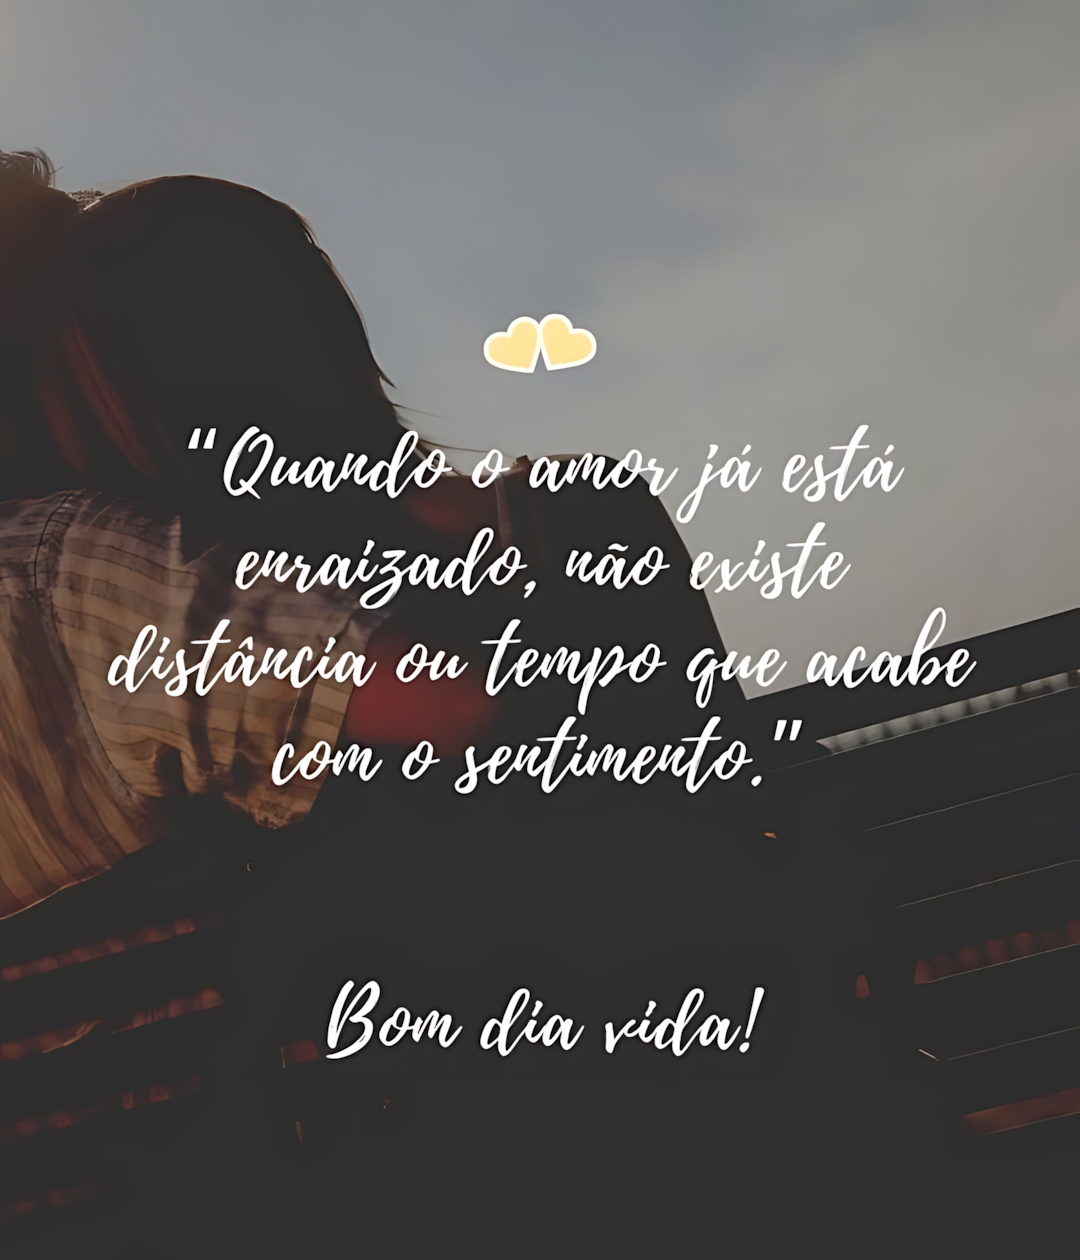 “Quando o amor já está
enraizado, não existe
distância ou tempo que acabe
com o sentimento.”
Bom dia vida!